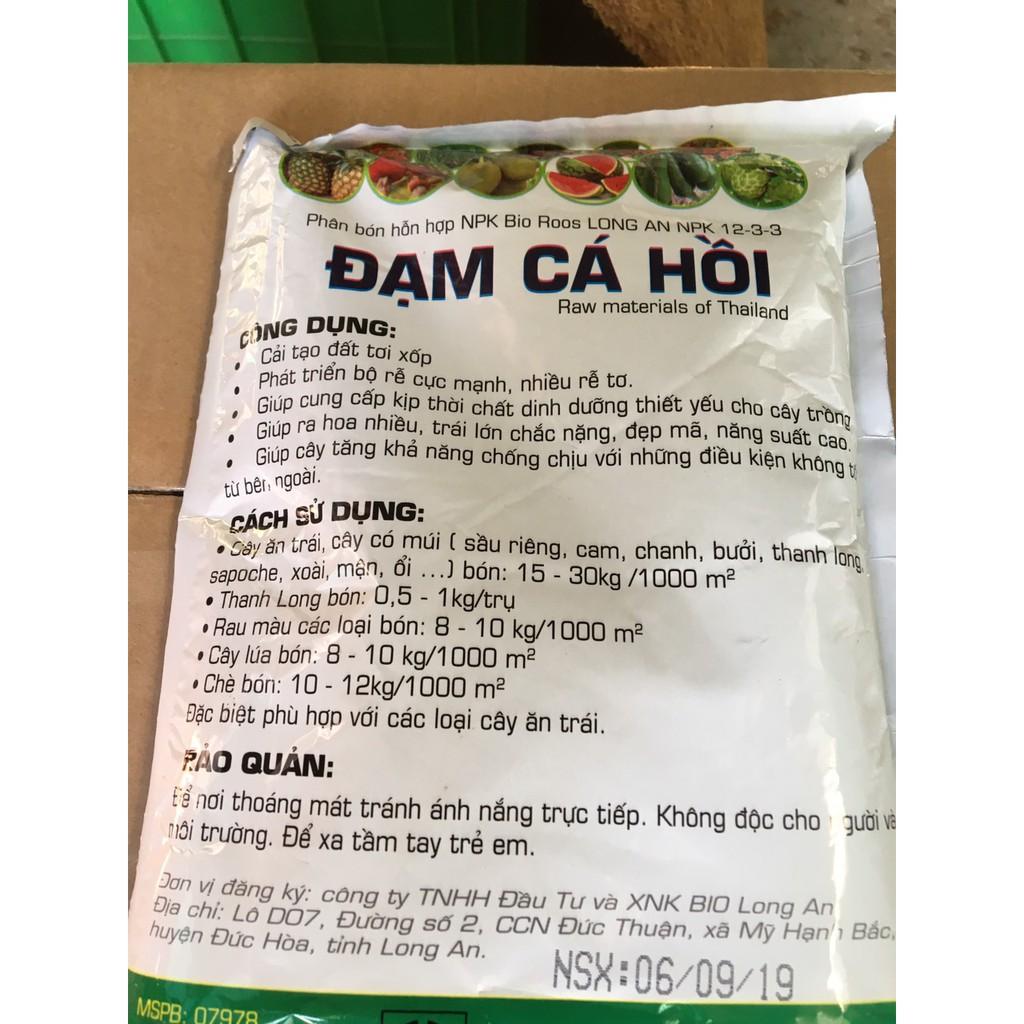 Phân bón hỗn hợp NPK Bio Roos LONG AN NPK 12-3-3
ĐẠM CÁ HỒI
Raw materials of Thailand
CÔNG DỤNG:
• Cải tạo đất tơi xốp
• Phát triển bộ rễ cực mạnh, nhiều rễ tơ.
• Giúp cung cấp kịp thời chất dinh dưỡng thiết yếu cho cây trồng
• Giúp ra hoa nhiều, trái lớn chắc nặng, đẹp mã, năng suất cao.
• Giúp cây tăng khả năng chống chịu với những điều kiện không
từ bên ngoài.
CÁCH SỬ DỤNG:
• Cây ăn trái, cây có múi ( sầu riêng, cam, chanh, bưởi, thanh long,
sapoche, xoài, mận, ổi ...) bón: 15 - 30kg /1000 m²
• Thanh Long bón: 0,5 - 1kg/trụ
• Rau màu các loại bón: 8 - 10 kg/1000 m²
• Cây lúa bón: 8 - 10 kg/1000 m²
• Chè bón: 10 - 12kg/1000 m²
Đặc biệt phù hợp với các loại cây ăn trái.
BẢO QUẢN:
Để nơi thoáng mát tránh ánh nắng trực tiếp. Không độc cho người và
môi trường. Để xa tầm tay trẻ em.
Đơn vị đăng ký: công ty TNHH Đầu Tư và XNK BIO Long An
Địa chỉ: Lô DO7, Đường số 2, CCN Đức Thuận, xã Mỹ Hạnh Bắc,
huyện Đức Hòa, tỉnh Long An.
NSX:06/09/19
MSPB: 07978